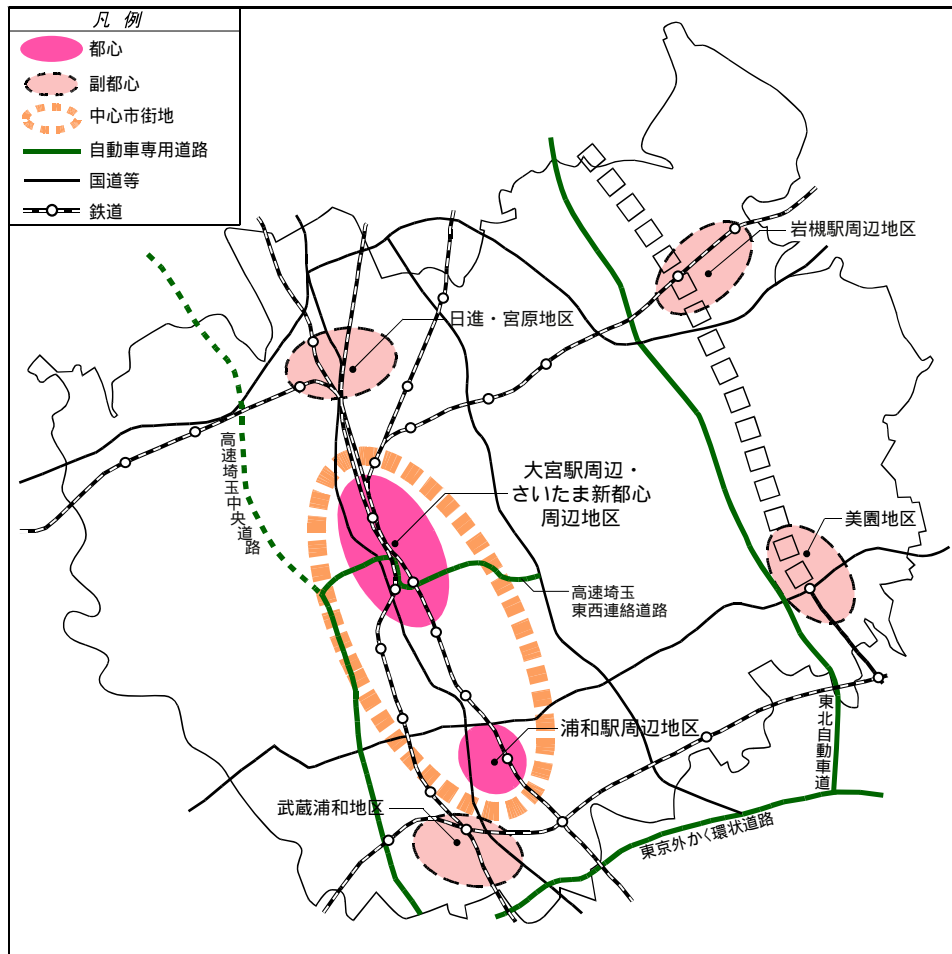 凡 例
都心
副都心
中心市街地
自動車専用道路
国道等
鉄道
岩槻駅周辺地区
日進・宮原地区
高速埼玉中央道路
大宮駅周辺・
さいたま新都心
周辺地区
美園地区
高速埼玉
東西連絡道路
浦和駅周辺地区
東北自動車道
武蔵浦和地区
東京外かく環状道路